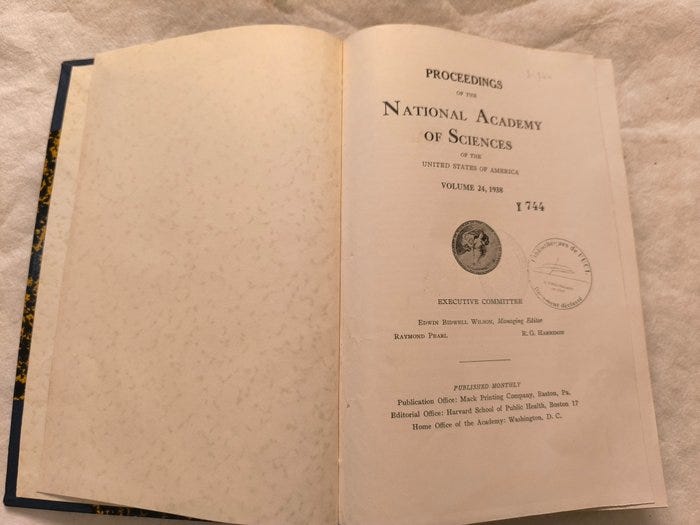 PROCEEDINGS
OF THE
NATIONAL ACADEMY
OF SCIENCES
OF THE
UNITED STATES OF AMERICA
VOLUME 24, 1938
744
EXECUTIVE COMMITTEE
EDWIN BIDWELL WILSON, Managing Editor
RAYMOND PEARL R. G. HARRISON
PUBLISHED MONTHLY
Publication Office: Mack Printing Company, Easton, Pa.
Editorial Office: Harvard School of Public Health, Boston 17
Home Office of the Academy: Washington, D. C.
Bibliothèques de